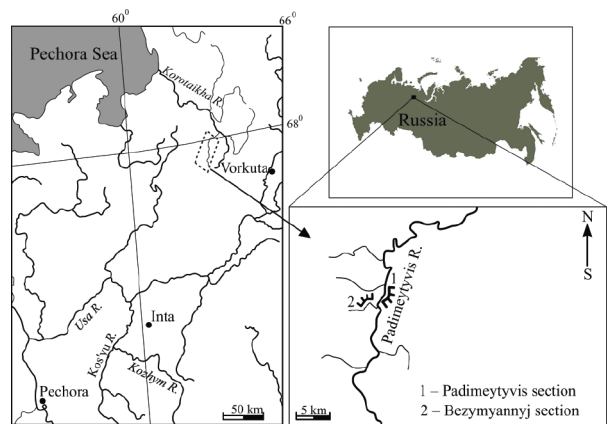 60⁰
66⁰
Pechora Sea
Korotaikha R.
68⁰
Vorkuta
Usa R.
Kos'yu R.
Inta
Kozhym R.
Pechora
50 km
Russia
N
S
1
2
Padimeytyvis R.
1 – Padimeytyvis section
2 – Bezymyannyj section
5 km